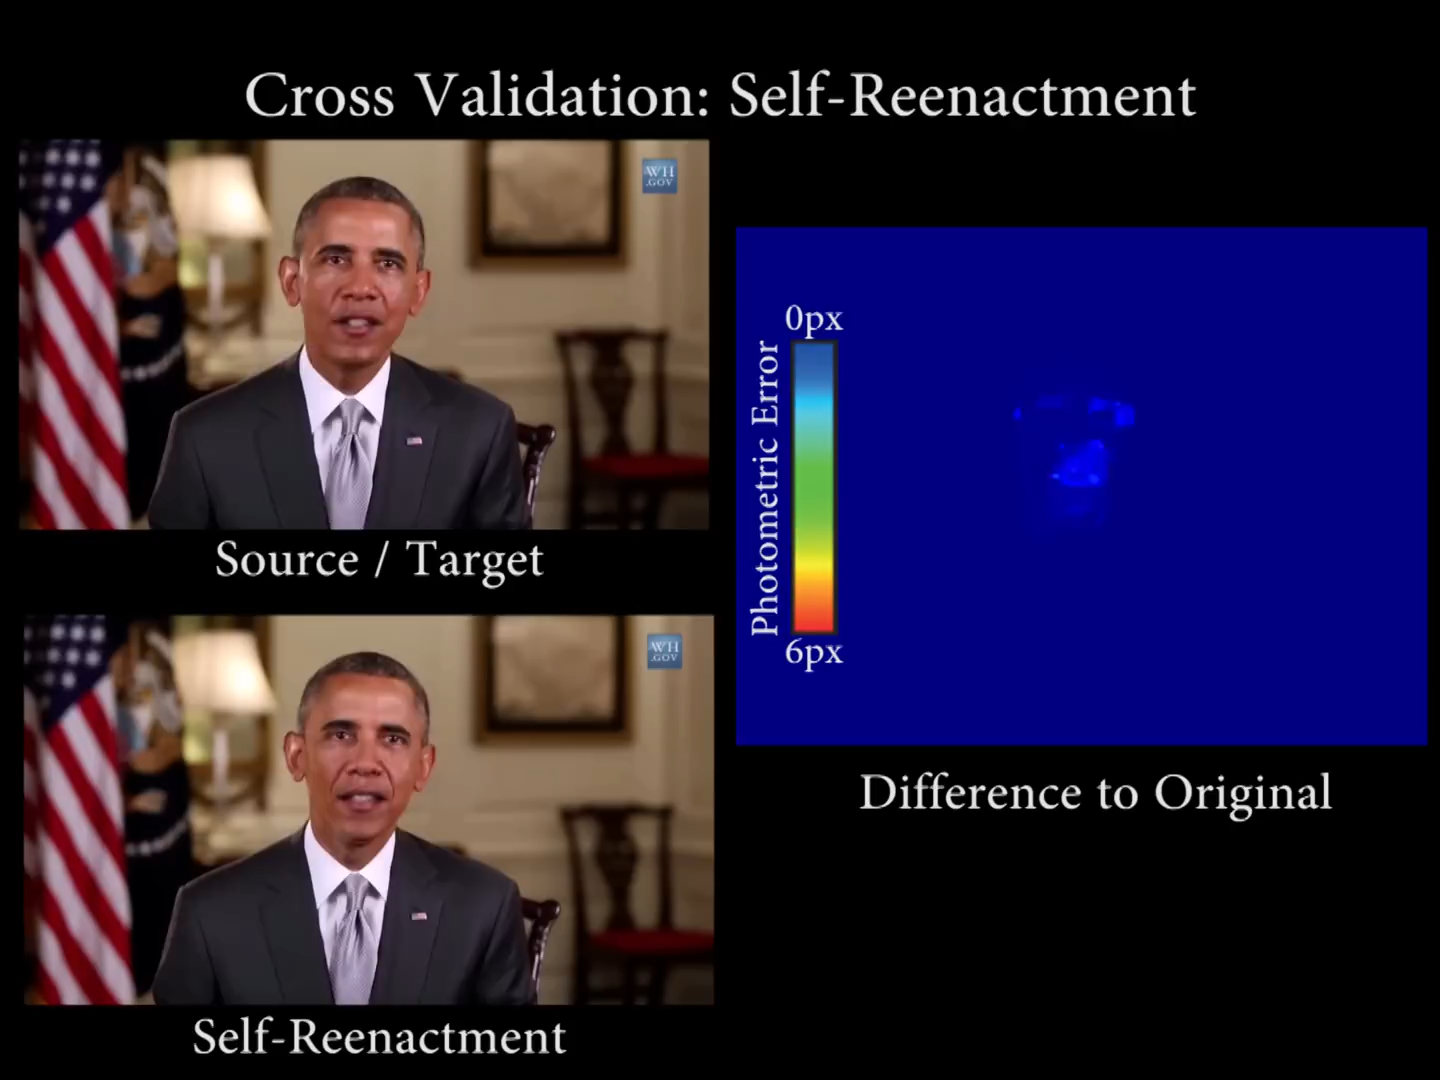 Cross Validation: Self-Reenactment
WH
.GOV
Source / Target
0px
Photometric Error
6px
Difference to Original
WH
.GOV
Self-Reenactment